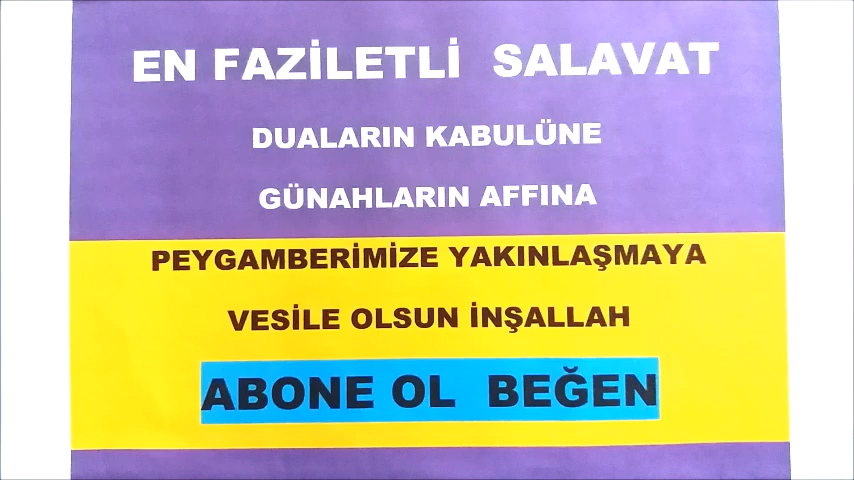 EN FAZİLETLİ SALAVAT
DUALARIN KABULÜNE
GÜNAHLARIN AFFINA
PEYGAMBERİMİZE YAKINLAŞMAYA
VESİLE OLSUN İNŞALLAH
ABONE OL BEĞEN